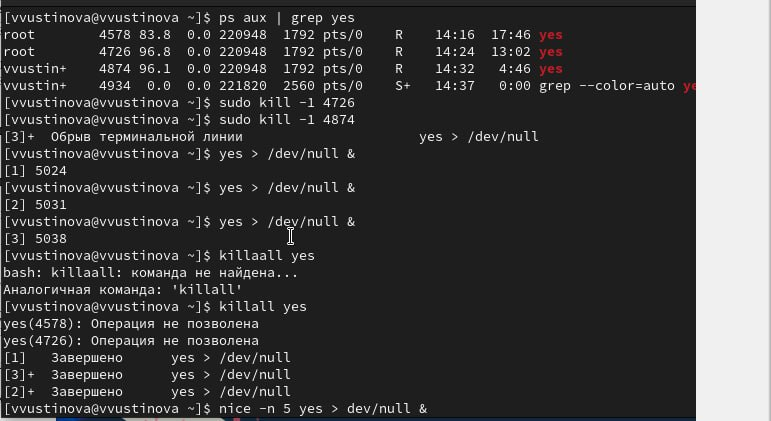 [vvustinova@vvustinova ~]$ ps aux | grep yes
root        4578 83.8  0.0 220948  1792 pts/0    R    14:16  17:46 yes
root        4726 96.8  0.0 220948  1792 pts/0    R    14:24  13:02 yes
vvustin+    4874 96.1  0.0 220948  1792 pts/0    R    14:32   4:46 yes
vvustin+    4934  0.0  0.0 221820  2560 pts/0    S+   14:37   0:00 grep --color=auto ye
[vvustinova@vvustinova ~]$ sudo kill -1 4726
[vvustinova@vvustinova ~]$ sudo kill -1 4874
[3]+  Обрыв терминальной линии                      yes > /dev/null
[vvustinova@vvustinova ~]$ yes > /dev/null &
[1] 5024
[vvustinova@vvustinova ~]$ yes > /dev/null &
[2] 5031
[vvustinova@vvustinova ~]$ yes > /dev/null &
[3] 5038
[vvustinova@vvustinova ~]$ killaall yes
bash: killaall: команда не найдена...
Аналогичная команда: 'killall'
[vvustinova@vvustinova ~]$ killall yes
yes(4578): Операция не позволена
yes(4726): Операция не позволена
[1]   Завершено      yes > /dev/null
[3]+  Завершено      yes > /dev/null
[2]+  Завершено      yes > /dev/null
[vvustinova@vvustinova ~]$ nice -n 5 yes > dev/null &